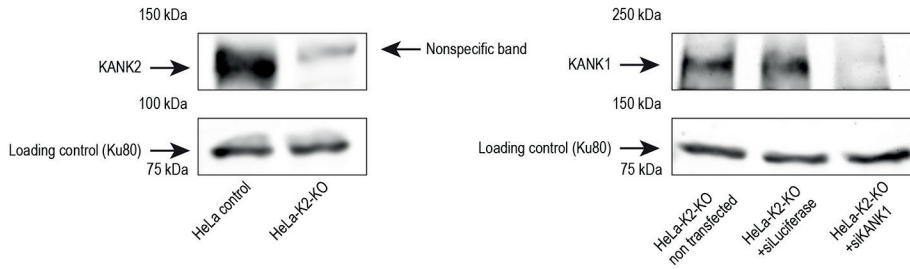 150 kDa
KANK2
Nonspecific band
100 kDa
Loading control (Ku80)
75 kDa
HeLa control
HeLa-K2-KO
250 kDa
KANK1
150 kDa
Loading control (Ku80)
75 kDa
HeLa-K2-KO
non transfected
HeLa-K2-KO
+siLuciferase
HeLa-K2-KO
+siKANK1